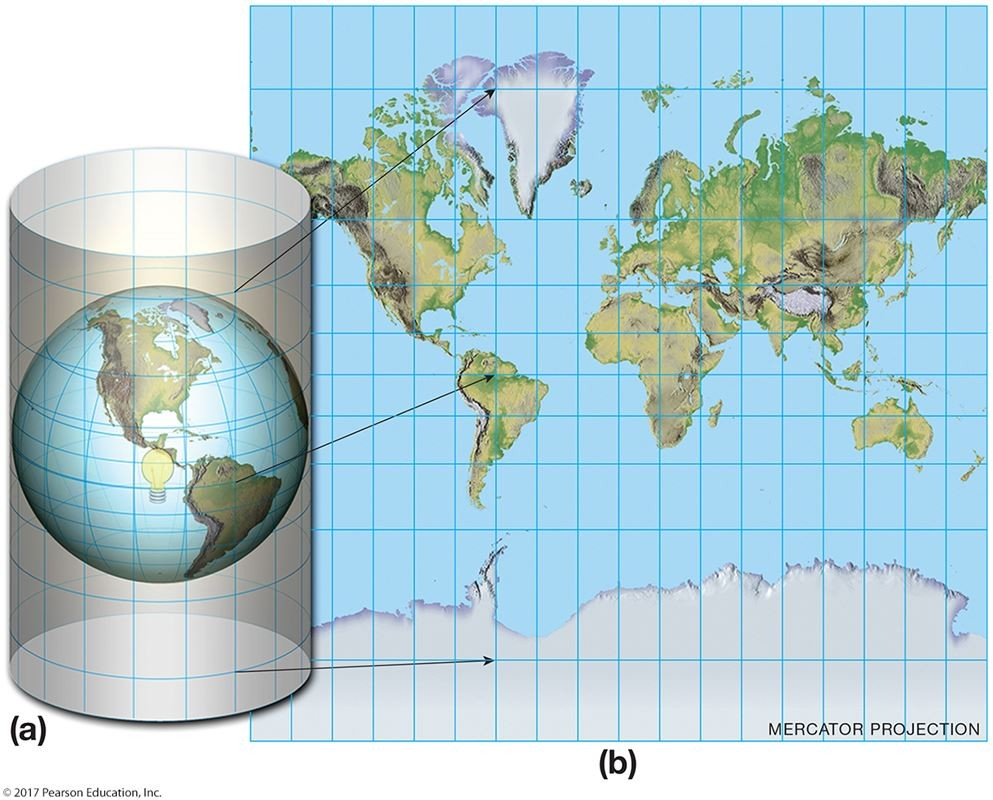 MERCATOR PROJECTION
(a)
(b)
© 2017 Pearson Education, Inc.